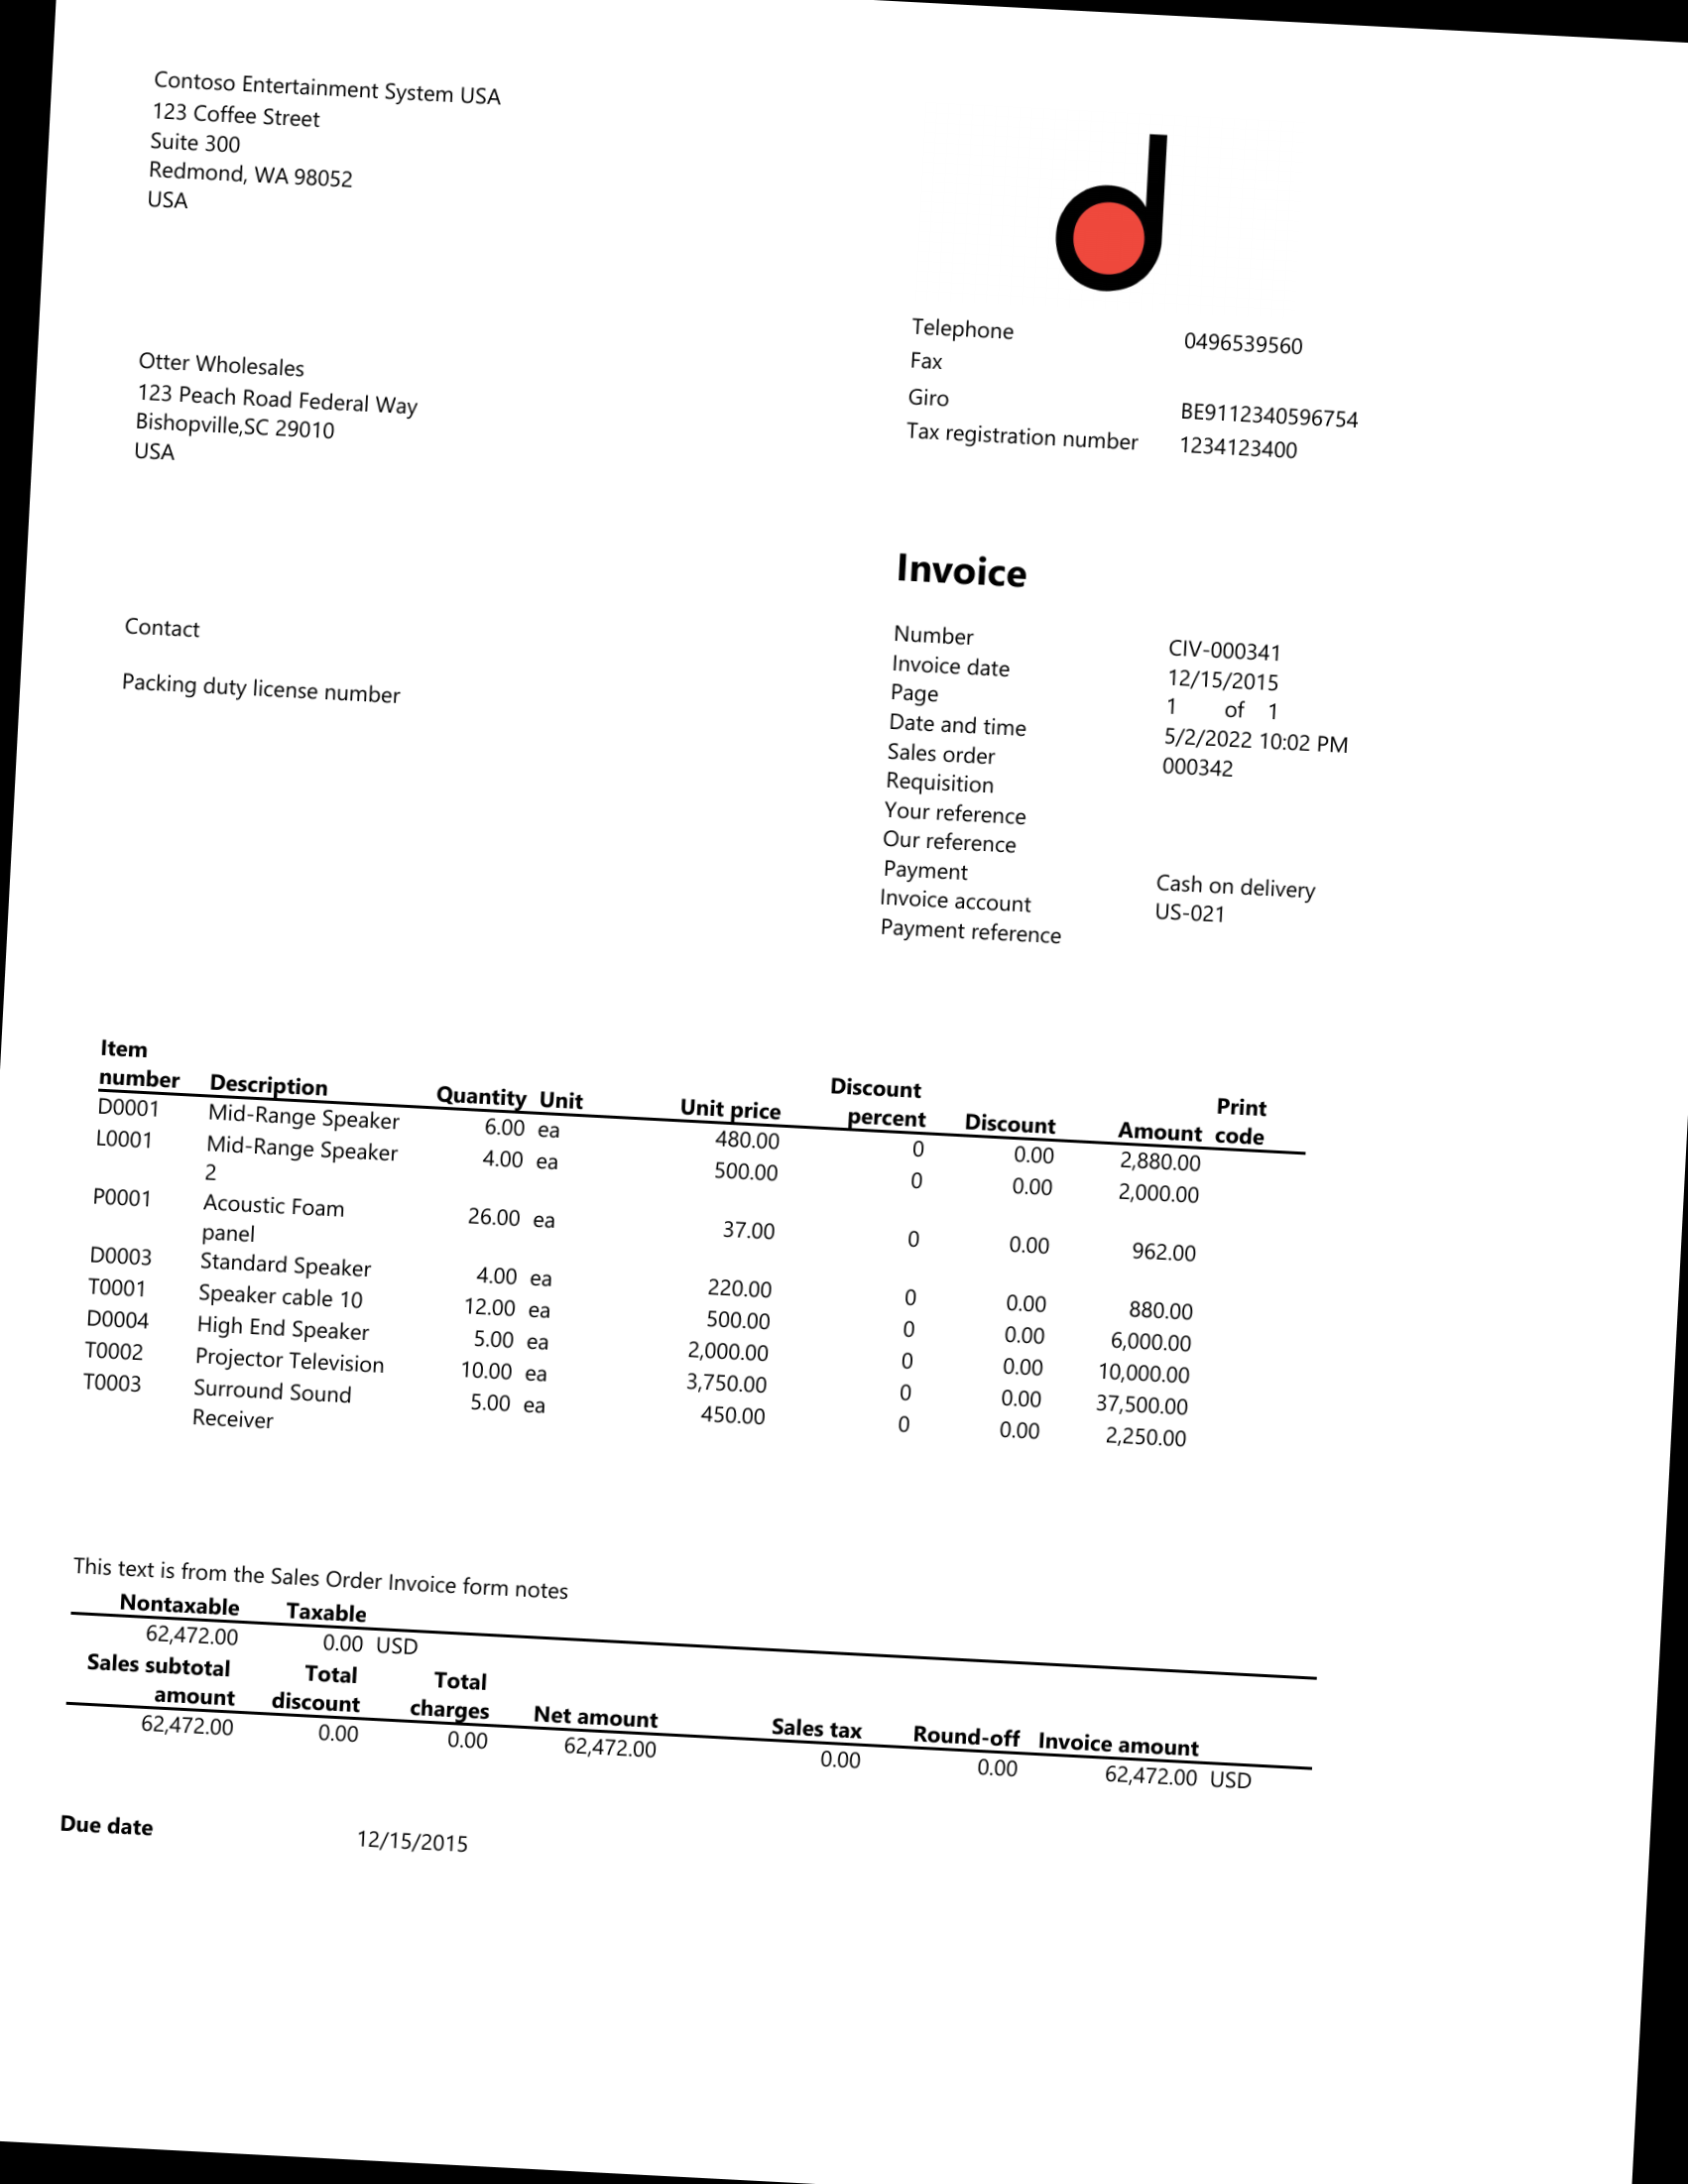 Contoso Entertainment System USA
123 Coffee Street
Suite 300
Redmond, WA 98052
USA
Telephone 0496539560
Fax
Giro BE9112340596754
Tax registration number 1234123400
Otter Wholesales
123 Peach Road Federal Way
Bishopville,SC 29010
USA
Invoice
Contact
Packing duty license number
Number CIV-000341
Invoice date 12/15/2015
Page 1 of 1
Date and time 5/2/2022 10:02 PM
Sales order 000342
Requisition
Your reference
Our reference
Payment Cash on delivery
Invoice account US-021
Payment reference
Item Discount Print
number Description Quantity Unit Unit price percent Discount Amount code
D0001 Mid-Range Speaker 6.00 ea 480.00 0 0.00 2,880.00
L0001 Mid-Range Speaker 4.00 ea 500.00 0 0.00 2,000.00
2
P0001 Acoustic Foam 26.00 ea 37.00 0 0.00 962.00
panel
D0003 Standard Speaker 4.00 ea 220.00 0 0.00 880.00
T0001 Speaker cable 10 12.00 ea 500.00 0 0.00 6,000.00
D0004 High End Speaker 5.00 ea 2,000.00 0 0.00 10,000.00
T0002 Projector Television 10.00 ea 3,750.00 0 0.00 37,500.00
T0003 Surround Sound 5.00 ea 450.00 0 0.00 2,250.00
Receiver
This text is from the Sales Order Invoice form notes
Nontaxable Taxable
62,472.00 0.00 USD
Sales subtotal Total Total
amount discount charges Net amount Sales tax Round-off Invoice amount
62,472.00 0.00 0.00 62,472.00 0.00 0.00 62,472.00 USD
Due date 12/15/2015